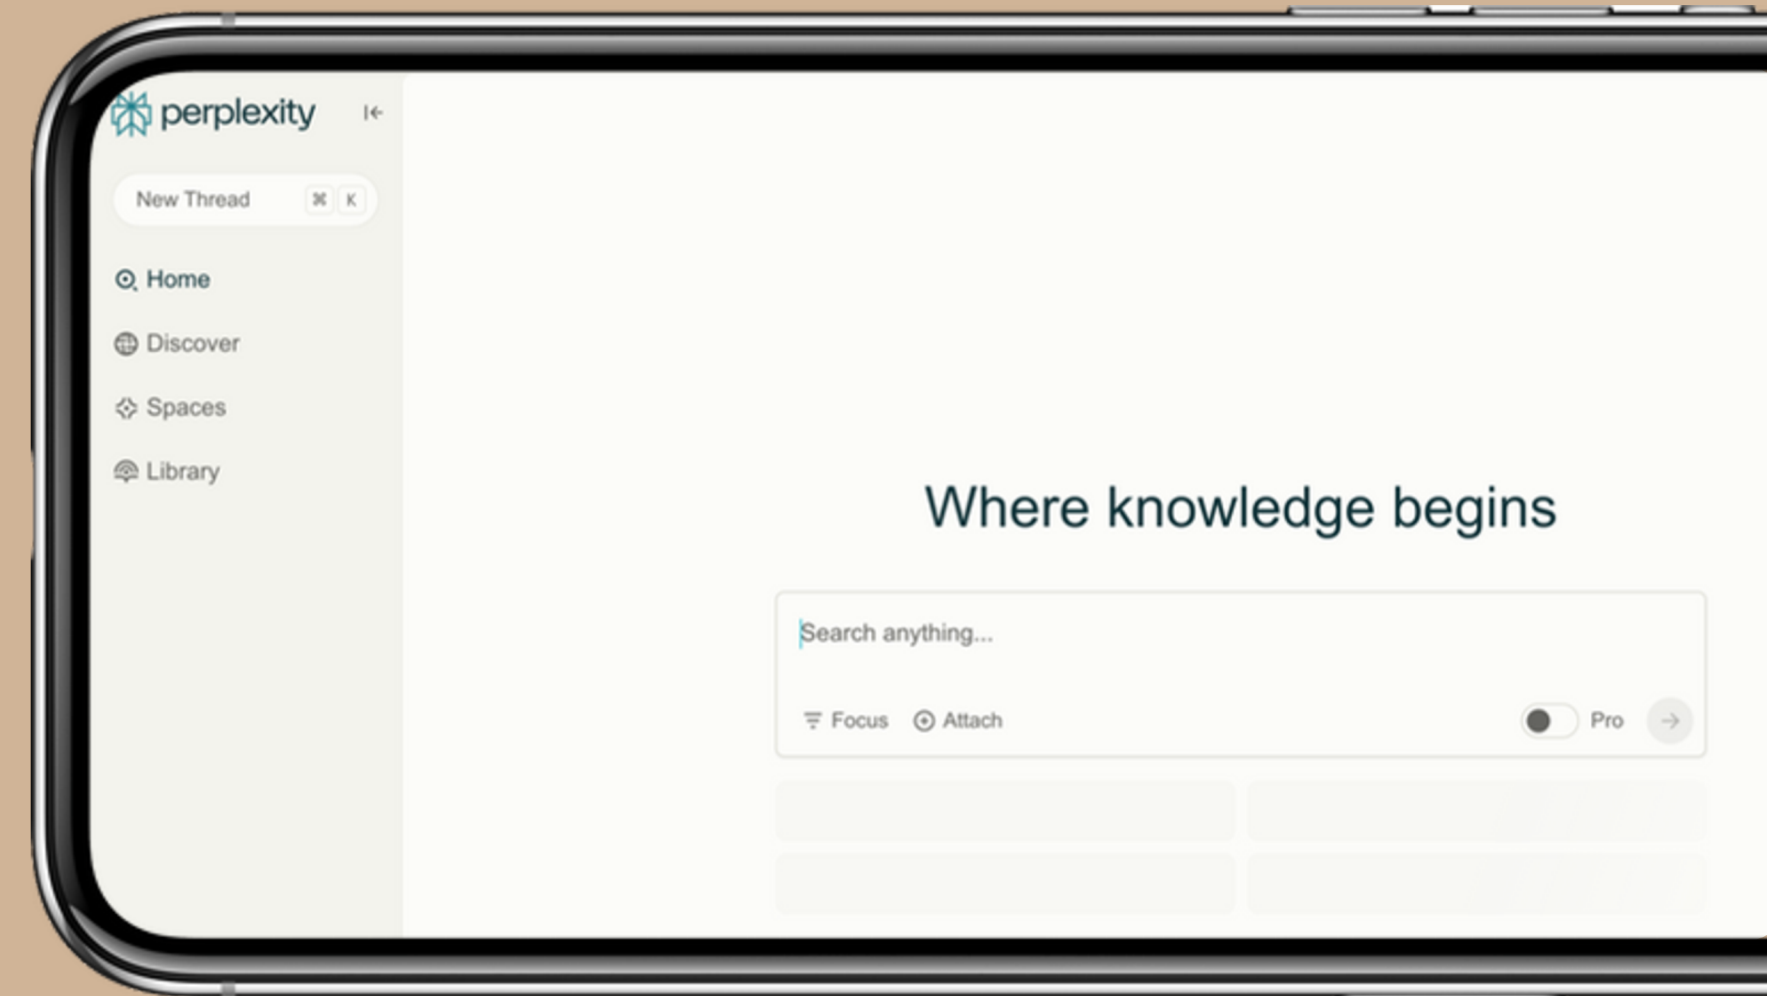 perplexity
New Thread ⌘ K
Home
Discover
Spaces
Library
Where knowledge begins
Search anything...
Focus Attach Pro